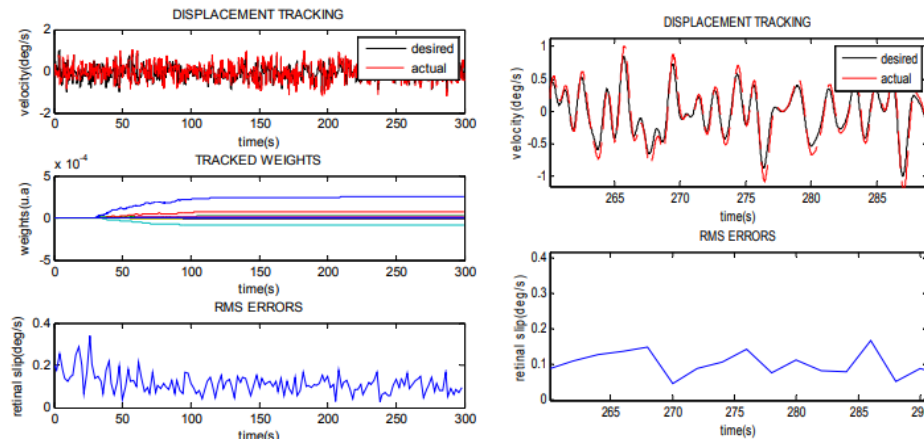 DISPLACEMENT TRACKING
2
0
-2
velocity(deg/s)
desired
actual
0 50 100 150 200 250 300
time(s)
TRACKED WEIGHTS
x 10^-4
5
0
-5
weights(u.a)
0 50 100 150 200 250 300
time(s)
RMS ERRORS
0.4
0.2
0
retinal slip(deg/s)
0 50 100 150 200 250 300
time(s)
DISPLACEMENT TRACKING
1
0.5
0
-0.5
-1
velocity(deg/s)
desired
actual
265 270 275 280 285
time(s)
RMS ERRORS
0.4
0.3
0.2
0.1
0
retinal slip(deg/s)
265 270 275 280 285 290
time(s)